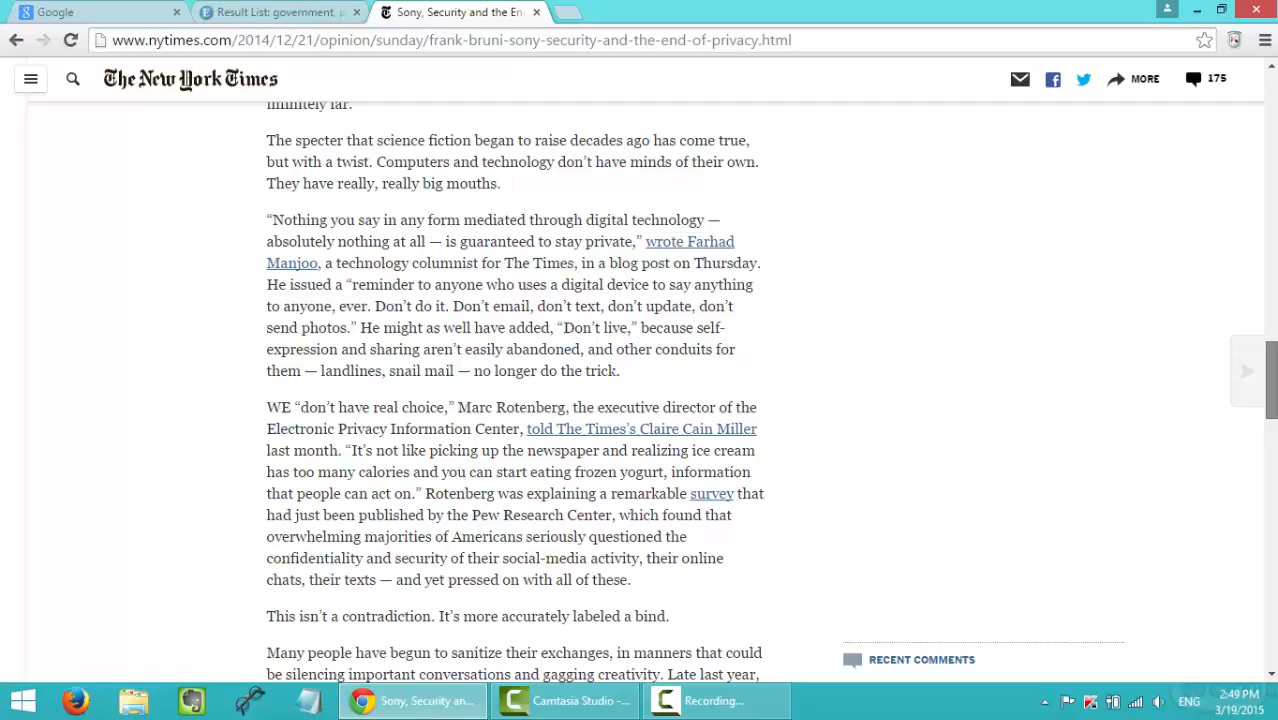 Google
Result List: government, p
Sony, Security and the En
www.nytimes.com/2014/12/21/opinion/sunday/frank-bruni-sony-security-and-the-end-of-privacy.html
The New York Times
MORE
175
infinitely far.
The specter that science fiction began to raise decades ago has come true,
but with a twist. Computers and technology don’t have minds of their own.
They have really, really big mouths.
“Nothing you say in any form mediated through digital technology —
absolutely nothing at all — is guaranteed to stay private,” wrote Farhad
Manjoo, a technology columnist for The Times, in a blog post on Thursday.
He issued a “reminder to anyone who uses a digital device to say anything
to anyone, ever. Don’t do it. Don’t email, don’t text, don’t update, don’t
send photos.” He might as well have added, “Don’t live,” because self-
expression and sharing aren’t easily abandoned, and other conduits for
them — landlines, snail mail — no longer do the trick.
WE “don’t have real choice,” Marc Rotenberg, the executive director of the
Electronic Privacy Information Center, told The Times’s Claire Cain Miller
last month. “It’s not like picking up the newspaper and realizing ice cream
has too many calories and you can start eating frozen yogurt, information
that people can act on.” Rotenberg was explaining a remarkable survey that
had just been published by the Pew Research Center, which found that
overwhelming majorities of Americans seriously questioned the
confidentiality and security of their social-media activity, their online
chats, their texts — and yet pressed on with all of these.
This isn’t a contradiction. It’s more accurately labeled a bind.
Many people have begun to sanitize their exchanges, in manners that could
be silencing important conversations and gagging creativity. Late last year,
RECENT COMMENTS
Sony, Security an...
Camtasia Studio -...
Recording...
ENG
2:49 PM
3/19/2015